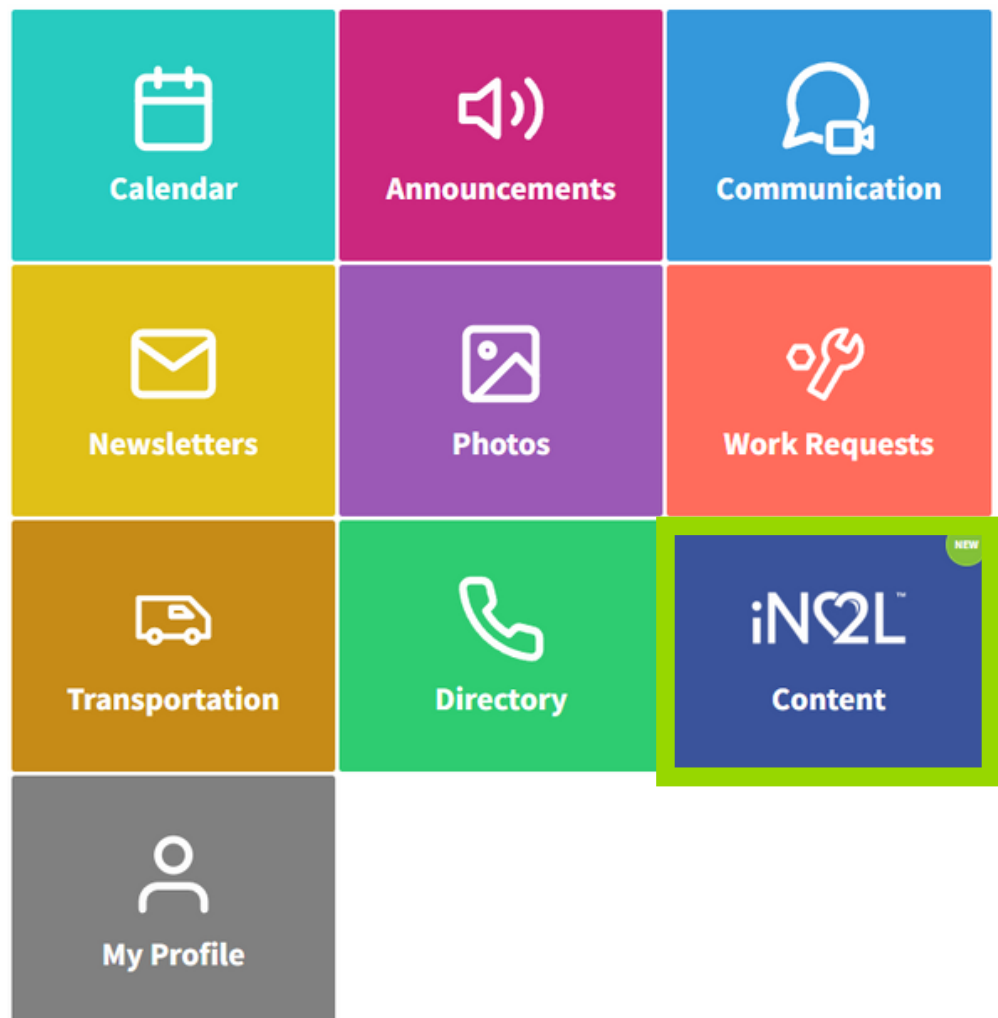 Calendar
Announcements
Communication
Newsletters
Photos
Work Requests
Transportation
Directory
NEW
iN2L™
Content
My Profile